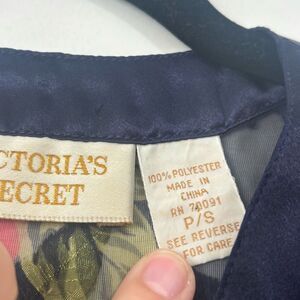 CTORIA'S
ECRET
100% POLYESTER
MADE IN
CHINA
RN 70091
P/S
SEE REVERSE
FOR CARE